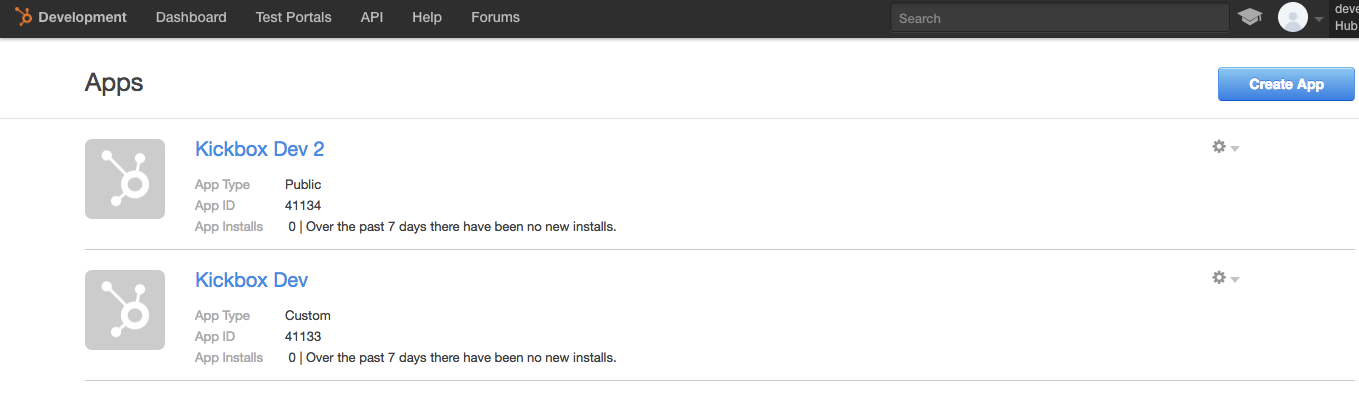 Development Dashboard Test Portals API Help Forums Search deve
Hub
Apps
Create App
Kickbox Dev 2
App Type Public
App ID 41134
App Installs 0 | Over the past 7 days there have been no new installs.
Kickbox Dev
App Type Custom
App ID 41133
App Installs 0 | Over the past 7 days there have been no new installs.